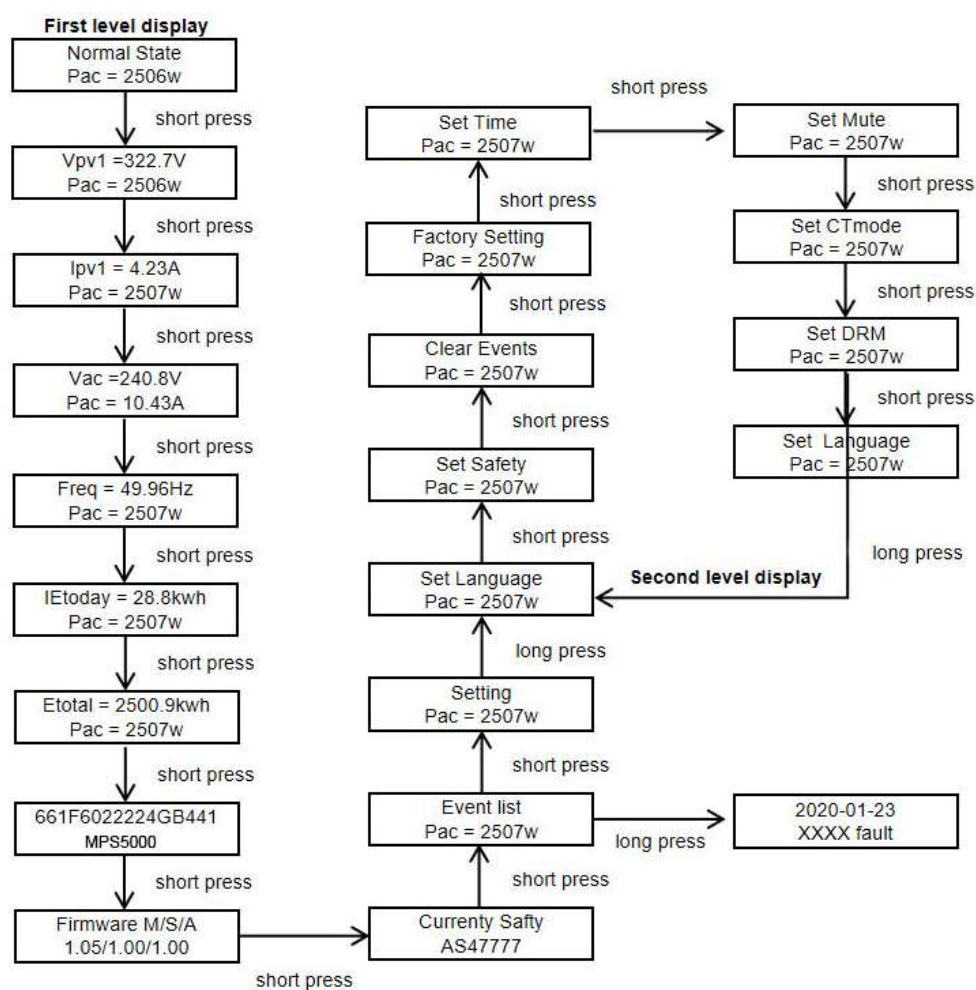 First level display
Normal State
Pac = 2506w
short press
Vpv1 =322.7V
Pac = 2506w
short press
Ipv1 = 4.23A
Pac = 2507w
short press
Vac =240.8V
Pac = 10.43A
short press
Freq = 49.96Hz
Pac = 2507w
short press
IEtoday = 28.8kwh
Pac = 2507w
short press
Etotal = 2500.9kwh
Pac = 2507w
short press
661F6022224GB441
MPS5000
short press
Firmware M/S/A
1.05/1.00/1.00
short press
Currenty Safty
AS47777
short press
Event list
Pac = 2507w
long press
2020-01-23
XXXX fault
short press
Setting
Pac = 2507w
long press
Set Language
Pac = 2507w
short press
Set Safety
Pac = 2507w
short press
Clear Events
Pac = 2507w
short press
Factory Setting
Pac = 2507w
short press
Set Time
Pac = 2507w
short press
Set Mute
Pac = 2507w
short press
Set CTmode
Pac = 2507w
short press
Set DRM
Pac = 2507w
short press
Set Language
Pac = 2507w
long press
Second level display